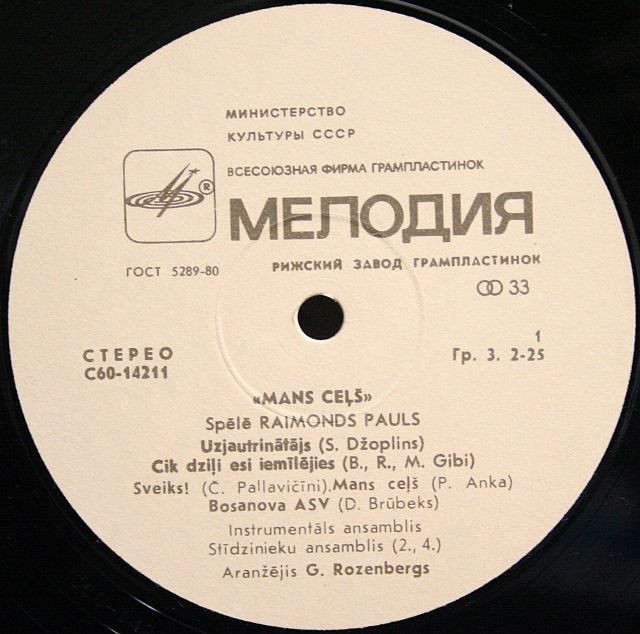 МИНИСТЕРСТВО
КУЛЬТУРЫ СССР
ВСЕСОЮЗНАЯ ФИРМА ГРАМПЛАСТИНОК
®
МЕЛОДИЯ
ГОСТ 5289-80
РИЖСКИЙ ЗАВОД ГРАМПЛАСТИНОК
33
СТЕРЕО
С60-14211
1
Гр. 3. 2-25
«MANS CEĻŠ»
Spēlē RAIMONDS PAULS
Uzjautrinātājs (S. Džoplins)
Cik dziļi esi iemīlējies (B., R., M. Gibi)
Sveiks! (Č. Pallavičīni). Mans ceļš (P. Anka)
Bosanova ASV (D. Brūbeks)
Instrumentāls ansamblis
Stīdzinieku ansamblis (2., 4.)
Aranžējis G. Rozenbergs